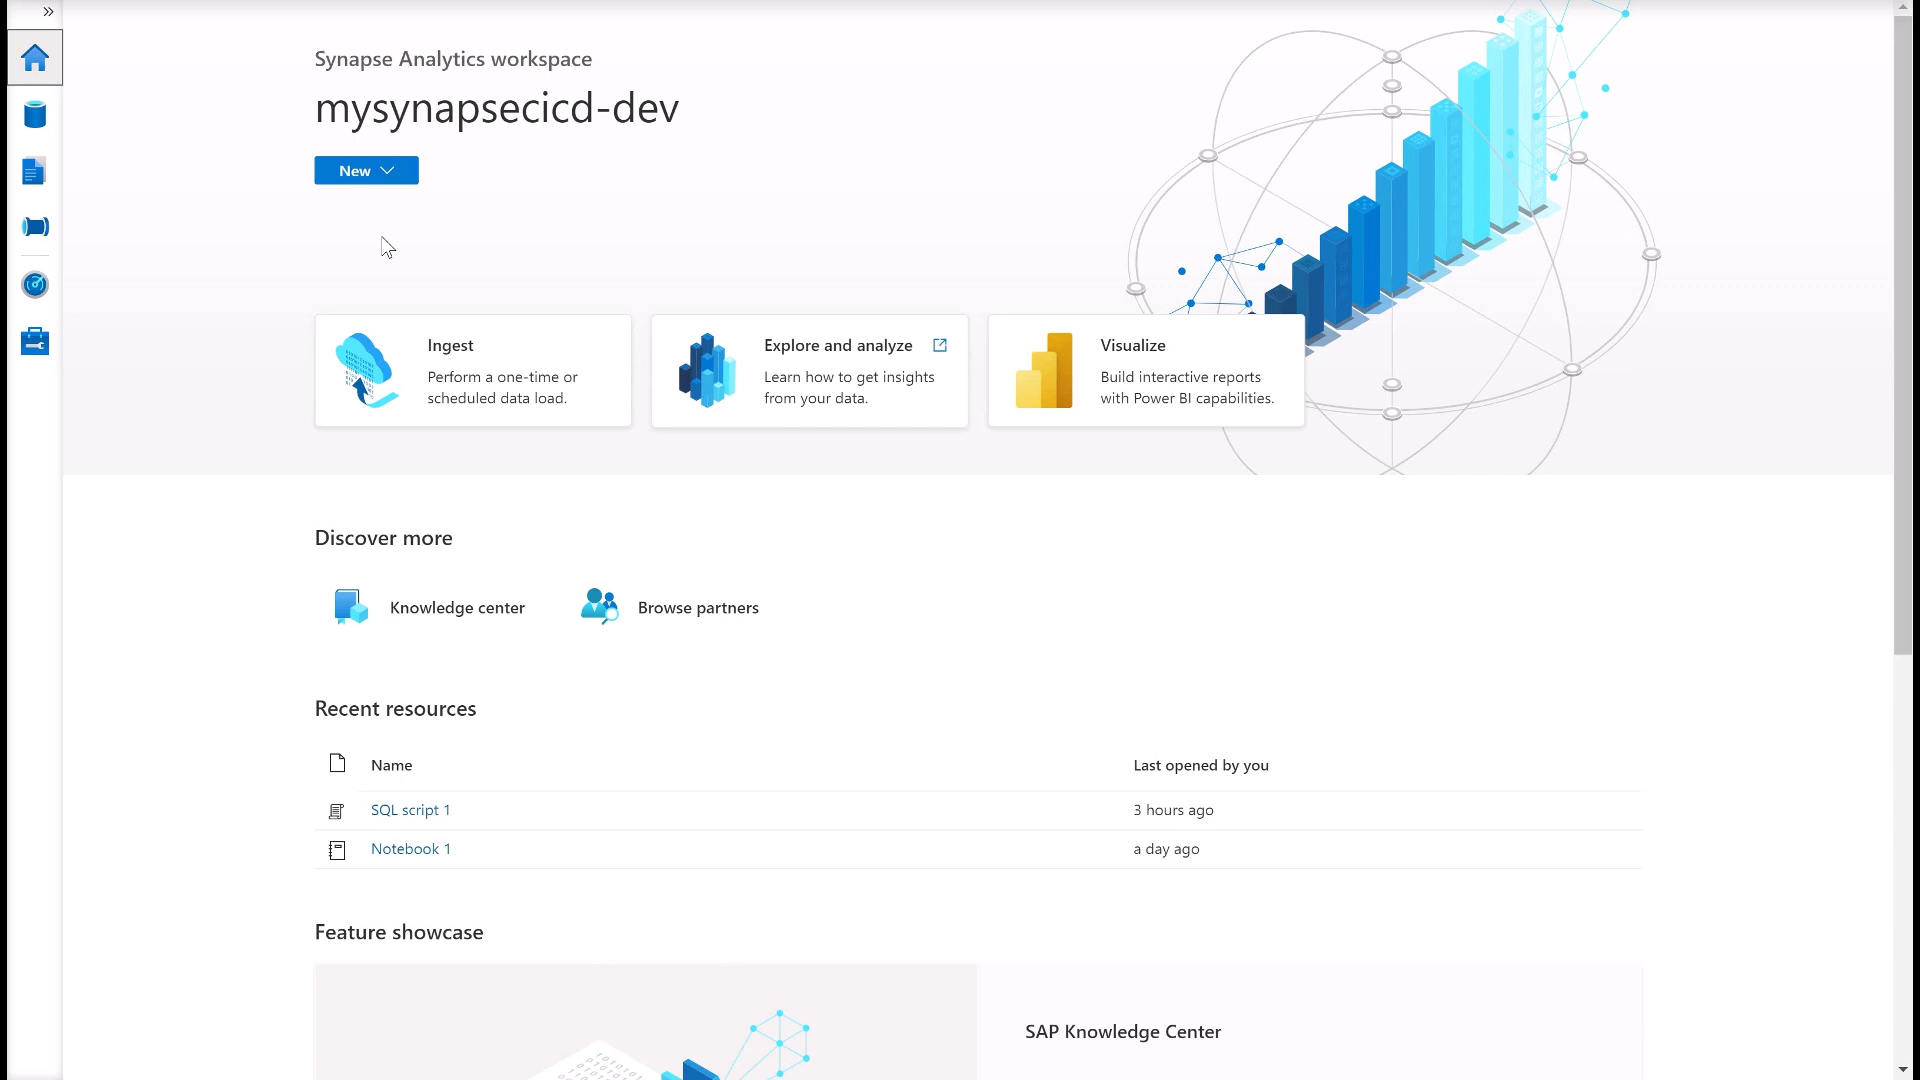 Synapse Analytics workspace
mysynapsecicd-dev
New
Ingest
Perform a one-time or
scheduled data load.
Explore and analyze
Learn how to get insights
from your data.
Visualize
Build interactive reports
with Power BI capabilities.
Discover more
Knowledge center
Browse partners
Recent resources
Name
Last opened by you
SQL script 1
3 hours ago
Notebook 1
a day ago
Feature showcase
SAP Knowledge Center